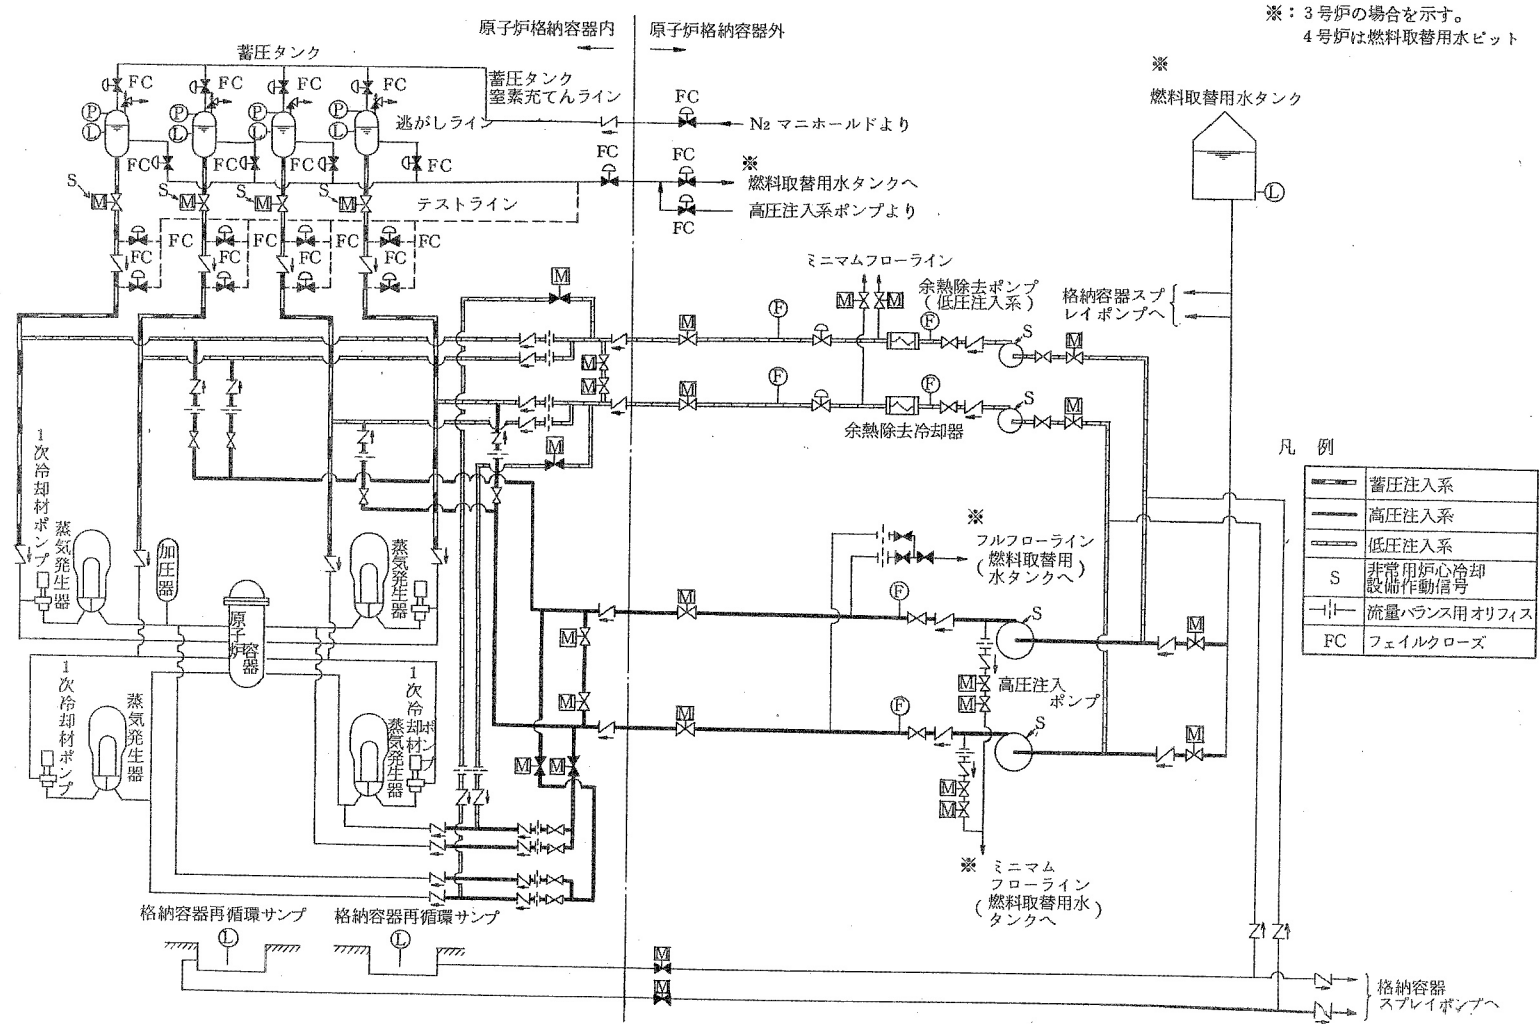 ※：3号炉の場合を示す。
4号炉は燃料取替用水ピット
原子炉格納容器内
原子炉格納容器外
蓄圧タンク
蓄圧タンク
窒素充てんライン
※
燃料取替用水タンク
FC
FC
FC
FC
FC
P
P
P
P
L
L
L
L
逃がしライン
N₂ マニホールドより
FC
FC
FC
FC
FC
FC
※
燃料取替用水タンクへ
高圧注入系ポンプより
FC
S
S
S
S
M
M
M
M
テストライン
FC
FC
FC
FC
FC
FC
FC
FC
L
ミニマムフローライン
M
M
M
余熱除去ポンプ
(低圧注入系)
格納容器スプ
レイポンプへ
M
F
F
S
M
M
M
M
F
F
S
M
余熱除去冷却器
M
凡例
蓄圧注入系
高圧注入系
低圧注入系
S
非常用炉心冷却
設備作動信号
流量バランス用オリフィス
FC
フェイルクローズ
1次冷却材ポンプ
蒸気発生器
加圧器
蒸気発生器
※
フルフローライン
(燃料取替用
水タンクへ)
原子炉容器
M
F
S
M
M
M
M
高圧注入
ポンプ
M
1次冷却材ポンプ
蒸気発生器
1次冷却材ポンプ
蒸気発生器
M
F
S
M
M
M
M
M
※
ミニマム
フローライン
(燃料取替用水
タンクへ)
格納容器再循環サンプ
格納容器再循環サンプ
L
L
M
M
格納容器
スプレイポンプへ